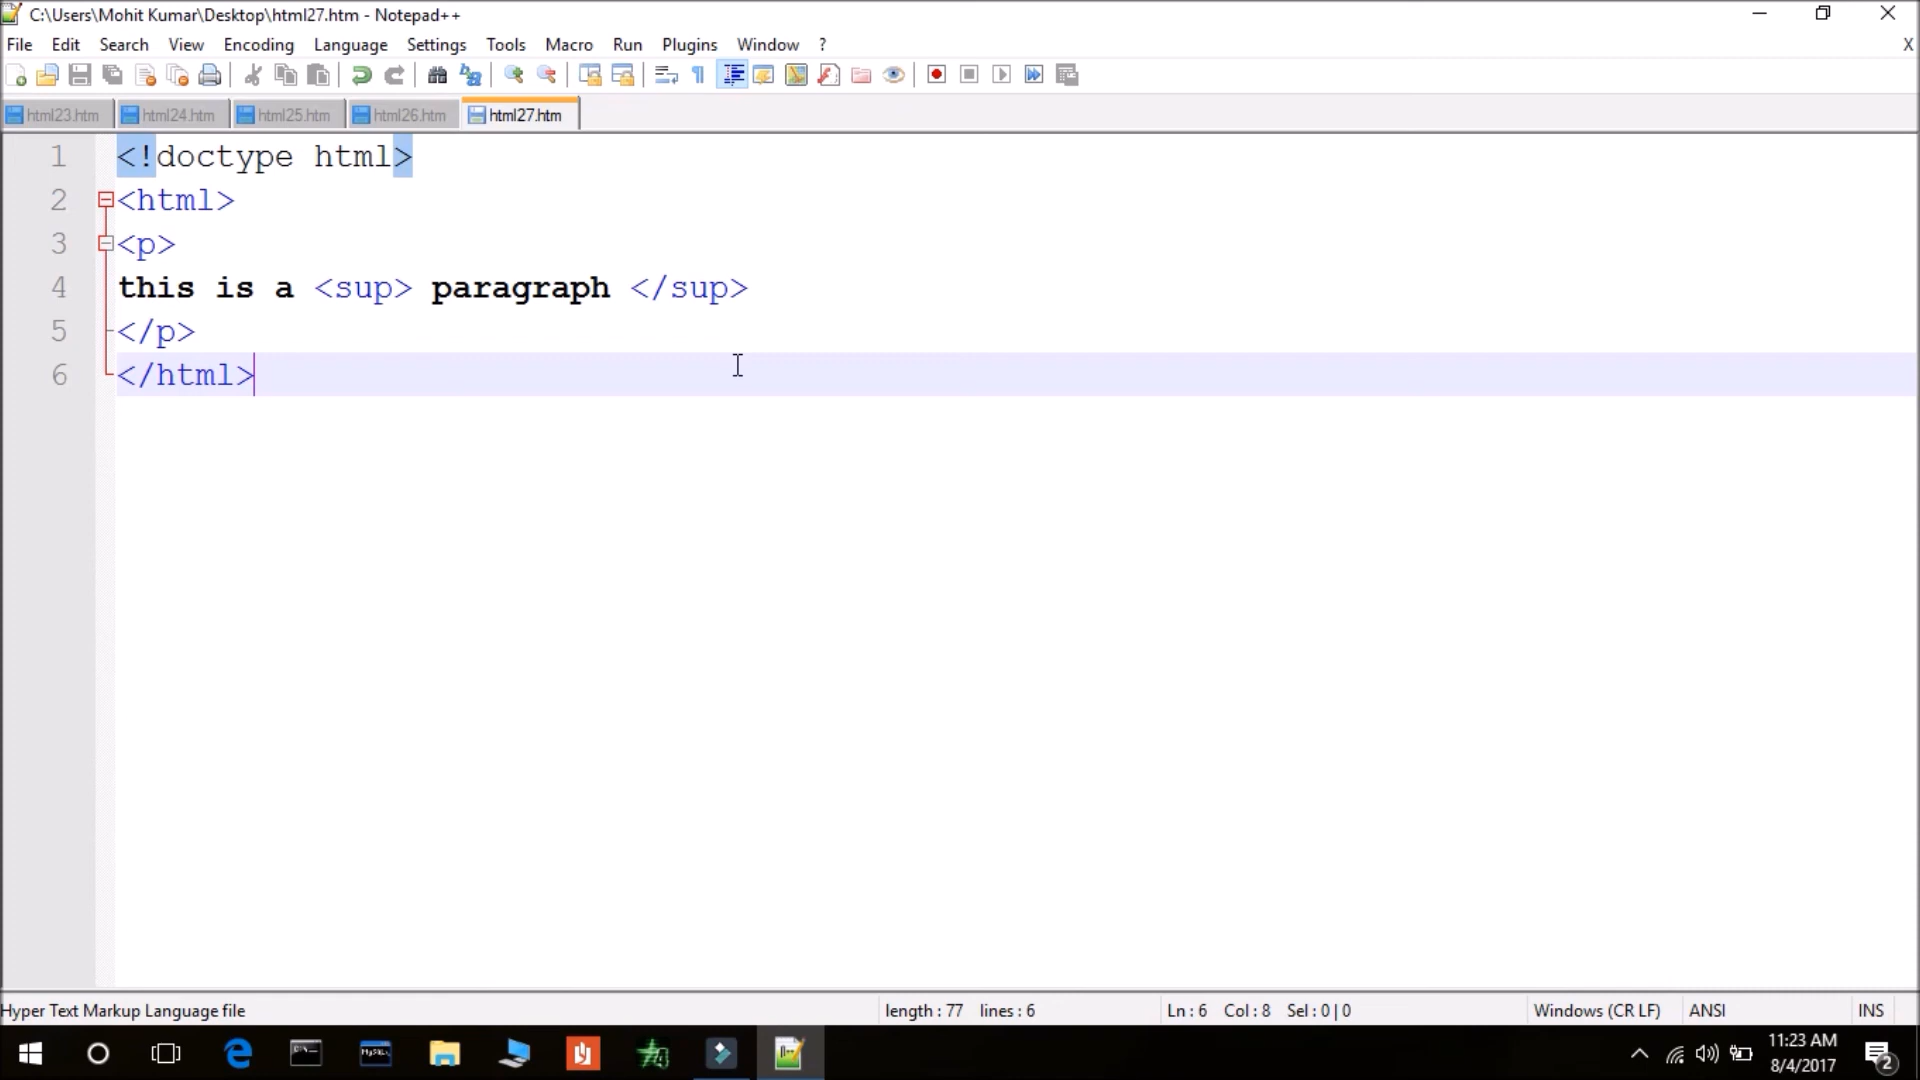 C:\Users\Mohit Kumar\Desktop\html27.htm - Notepad++
File Edit Search View Encoding Language Settings Tools Macro Run Plugins Window ? X
html23.htm html24.htm html25.htm html26.htm html27.htm
1 <!doctype html>
2 <html>
3 <p>
4 this is a <sup> paragraph </sup>
5 </p>
6 </html>
Hyper Text Markup Language file length : 77 lines : 6 Ln : 6 Col : 8 Sel : 0 | 0 Windows (CR LF) ANSI INS
MySQL
11:23 AM
8/4/2017
2